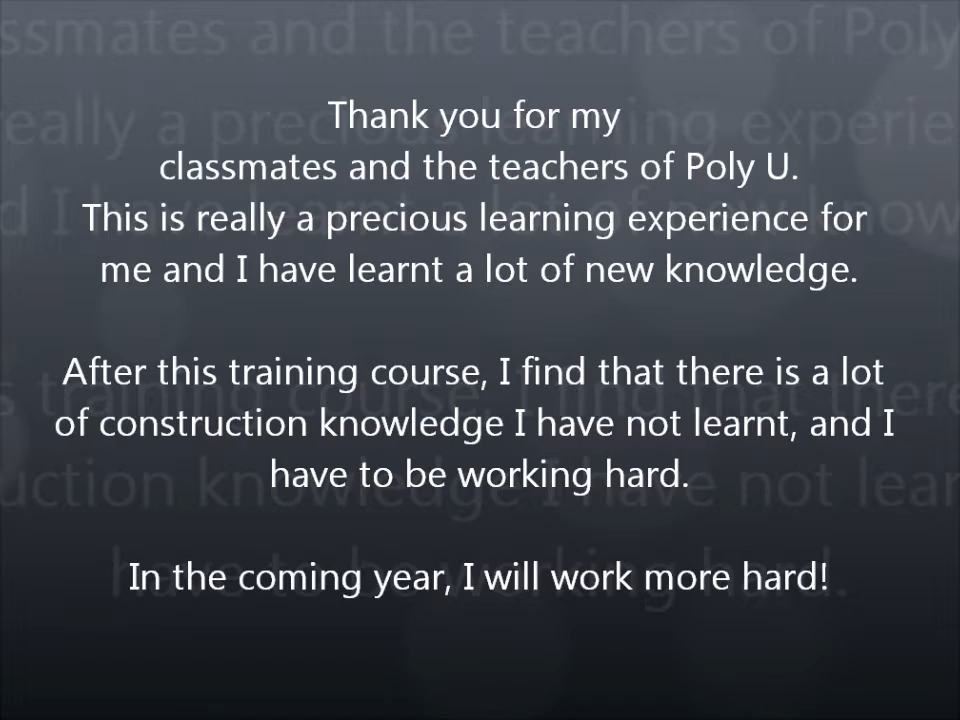 Thank you for my
classmates and the teachers of Poly U.
This is really a precious learning experience for
me and I have learnt a lot of new knowledge.
After this training course, I find that there is a lot
of construction knowledge I have not learnt, and I
have to be working hard.
In the coming year, I will work more hard!